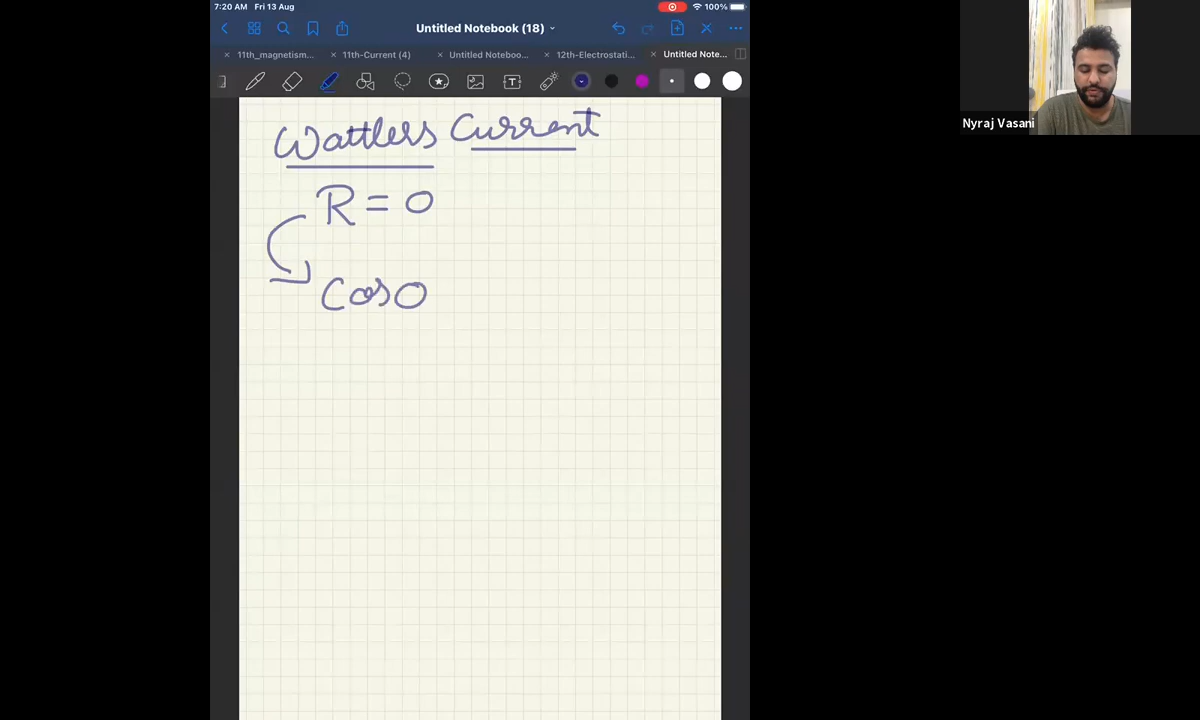 7:20 AM Fri 13 Aug
100%
Untitled Notebook (18)
11th_magnetism...
11th-Current (4)
Untitled Noteboo...
12th-Electrostati...
Untitled Note...
Nyraj Vasani
Wattless Current
R = 0
Cos0